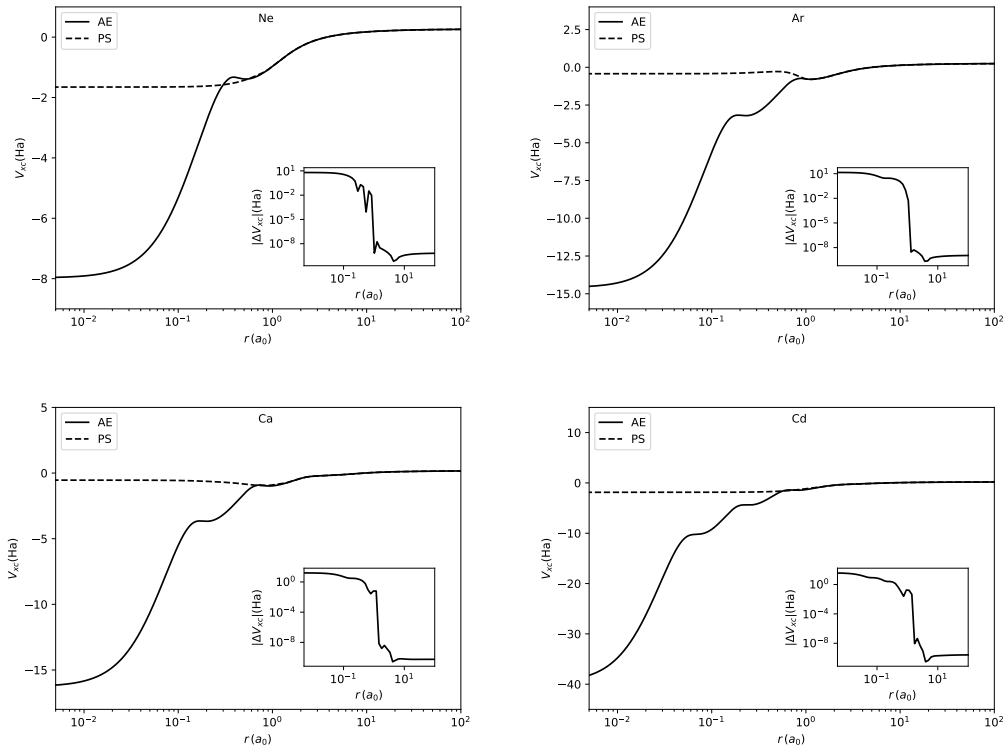 Ne
AE
PS
0
−2
−4
−6
−8
V_xc(Ha)
10^−2
10^−1
10^0
10^1
10^2
r (a_0)
10^1
10^−2
10^−5
10^−8
|ΔV_xc|(Ha)
10^−1
10^1
r (a_0)
Ar
AE
PS
2.5
0.0
−2.5
−5.0
−7.5
−10.0
−12.5
−15.0
V_xc(Ha)
10^−2
10^−1
10^0
10^1
10^2
r (a_0)
10^1
10^−2
10^−5
10^−8
|ΔV_xc|(Ha)
10^−1
10^1
r (a_0)
Ca
AE
PS
5
0
−5
−10
−15
V_xc(Ha)
10^−2
10^−1
10^0
10^1
10^2
r (a_0)
10^0
10^−4
10^−8
|ΔV_xc|(Ha)
10^−1
10^1
r (a_0)
Cd
AE
PS
10
0
−10
−20
−30
−40
V_xc(Ha)
10^−2
10^−1
10^0
10^1
10^2
r (a_0)
10^0
10^−4
10^−8
|ΔV_xc|(Ha)
10^−1
10^1
r (a_0)